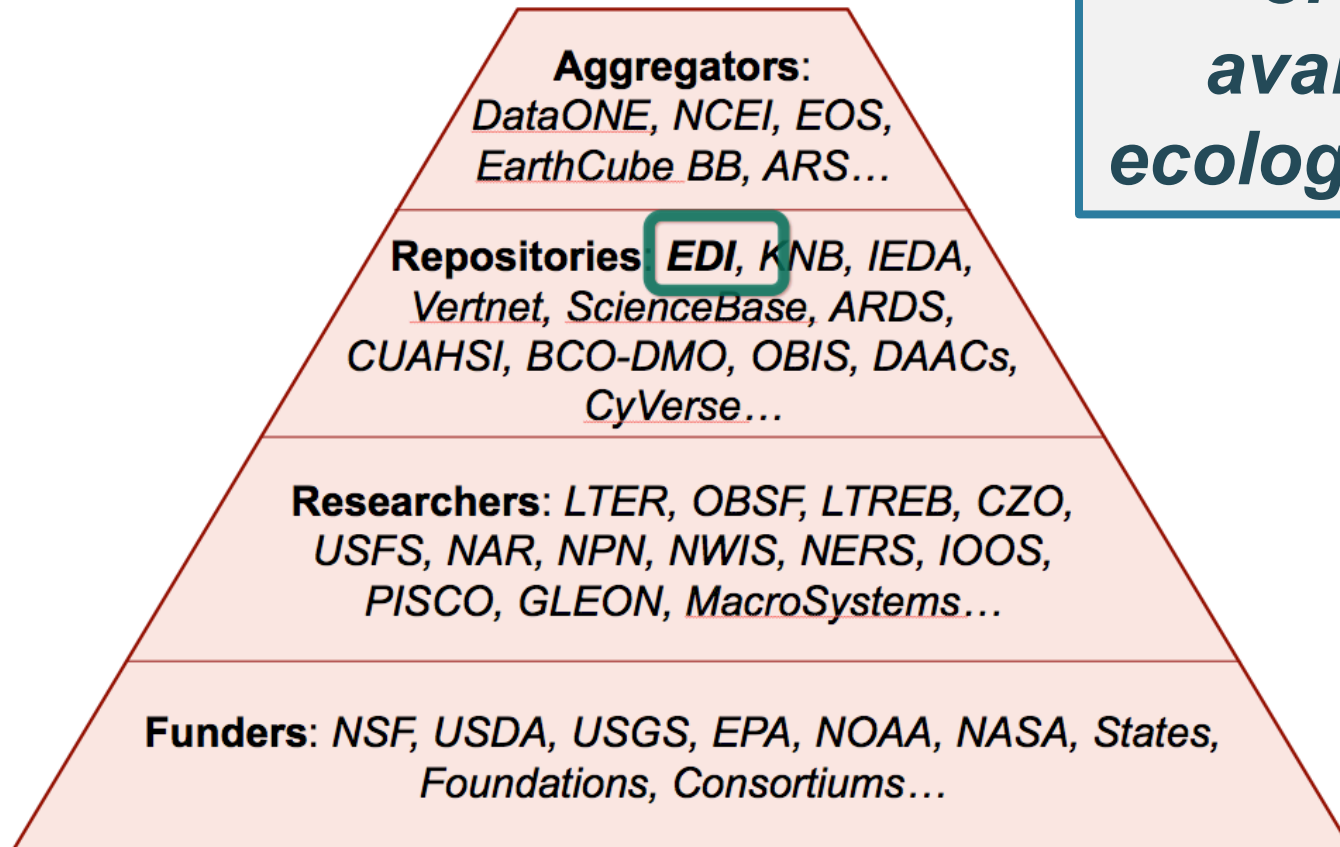 Aggregators:
DataONE, NCEI, EOS,
EarthCube BB, ARS…
Repositories: EDI, KNB, IEDA,
Vertnet, ScienceBase, ARDS,
CUAHSI, BCO-DMO, OBIS, DAACs,
CyVerse…
Researchers: LTER, OBSF, LTREB, CZO,
USFS, NAR, NPN, NWIS, NERS, IOOS,
PISCO, GLEON, MacroSystems…
Funders: NSF, USDA, USGS, EPA, NOAA, NASA, States,
Foundations, Consortiums…